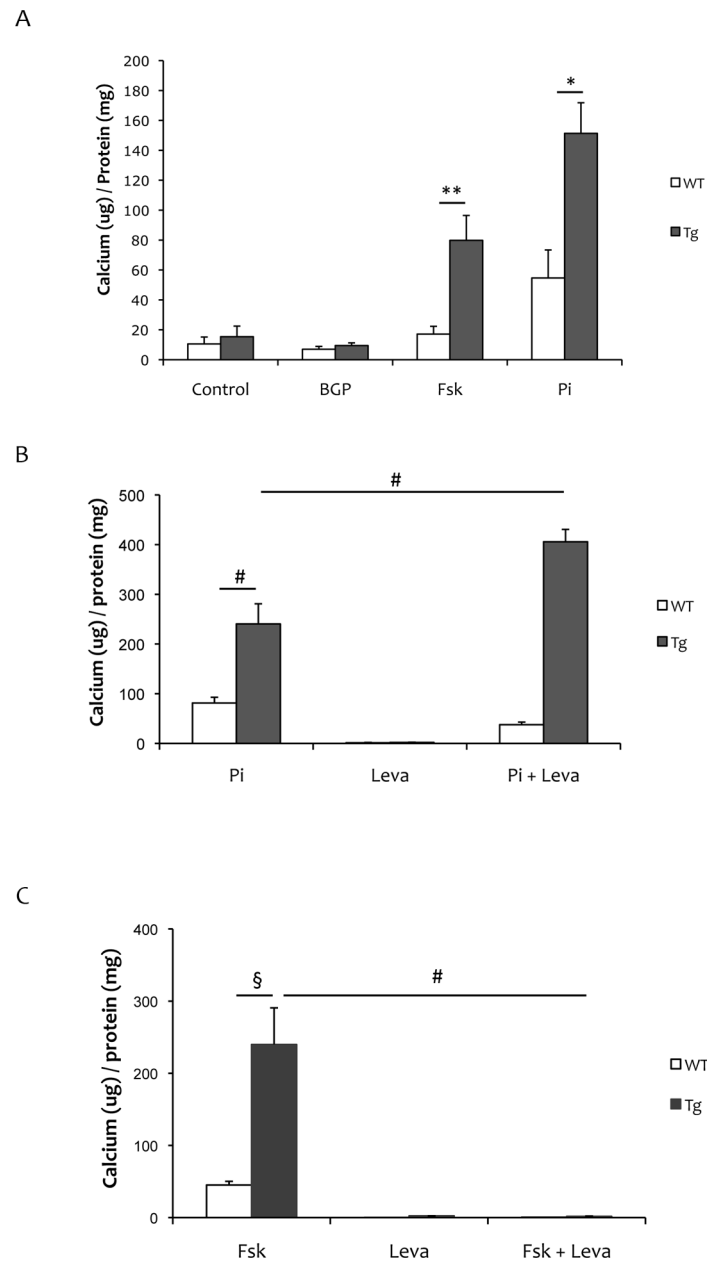 A
Calcium (ug) / Protein (mg)
200
180
160
140
120
100
80
60
40
20
0
**
*
WT
Tg
Control BGP Fsk Pi
B
Calcium (ug) / protein (mg)
500
400
300
200
100
0
#
#
WT
Tg
Pi Leva Pi + Leva
C
Calcium (ug) / protein (mg)
400
300
200
100
0
§
#
WT
Tg
Fsk Leva Fsk + Leva